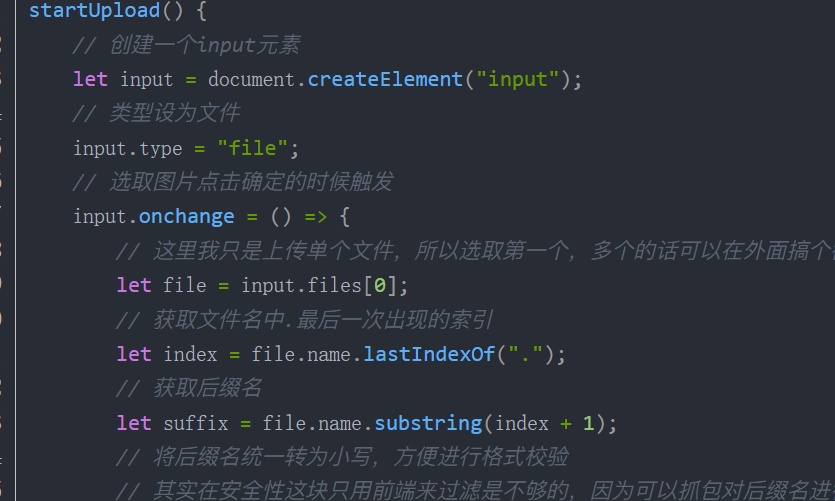 startUpload() {
// 创建一个input元素
let input = document.createElement("input");
// 类型设为文件
input.type = "file";
// 选取图片点击确定的时候触发
input.onchange = () => {
// 这里我只是上传单个文件，所以选取第一个，多个的话可以在外面搞个
let file = input.files[0];
// 获取文件名中.最后一次出现的索引
let index = file.name.lastIndexOf(".");
// 获取后缀名
let suffix = file.name.substring(index + 1);
// 将后缀名统一转为小写，方便进行格式校验
// 其实在安全性这块只用前端来过滤是不够的，因为可以抓包对后缀名进